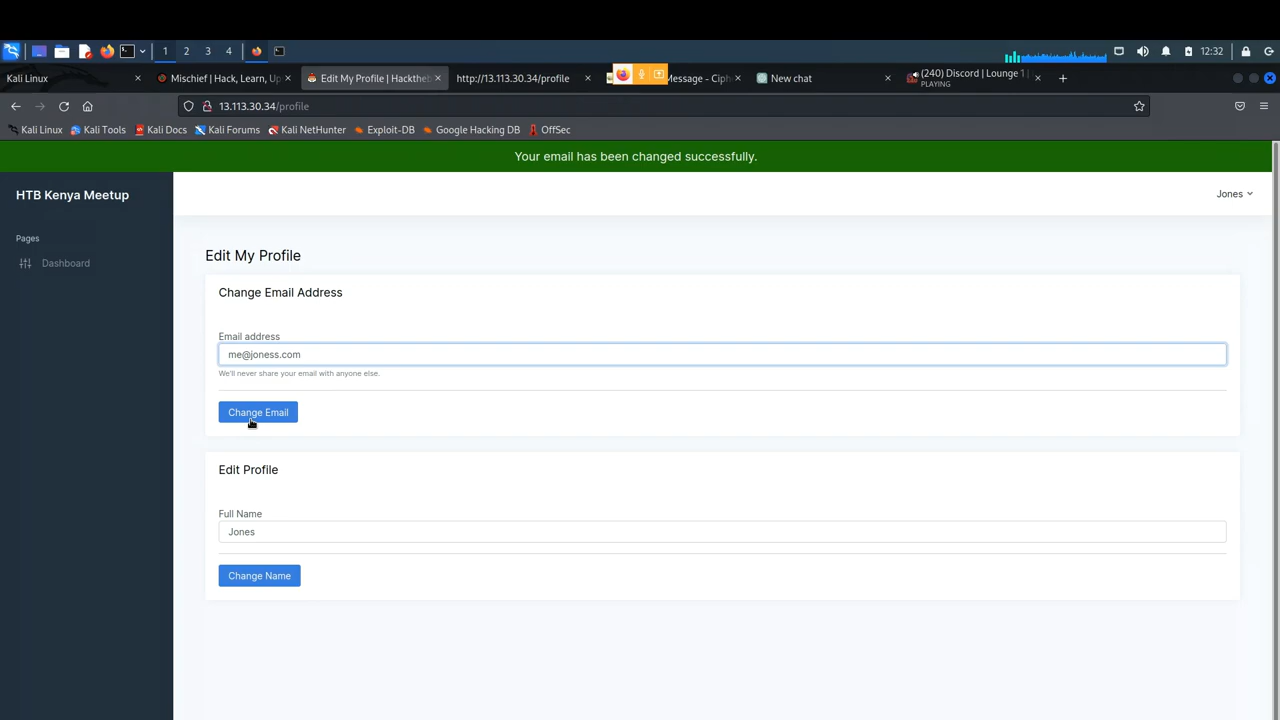 1 2 3 4 12:32
Kali Linux × Mischief | Hack, Learn, Up × Edit My Profile | Hacktheb × http://13.113.30.34/profile × Message - Ciph × New chat × (240) Discord | Lounge 1 | ×
PLAYING
13.113.30.34/profile
Kali Linux Kali Tools Kali Docs Kali Forums Kali NetHunter Exploit-DB Google Hacking DB OffSec
Your email has been changed successfully.
HTB Kenya Meetup
Jones
Pages
Dashboard
Edit My Profile
Change Email Address
Email address
me@joness.com
We'll never share your email with anyone else.
Change Email
Edit Profile
Full Name
Jones
Change Name